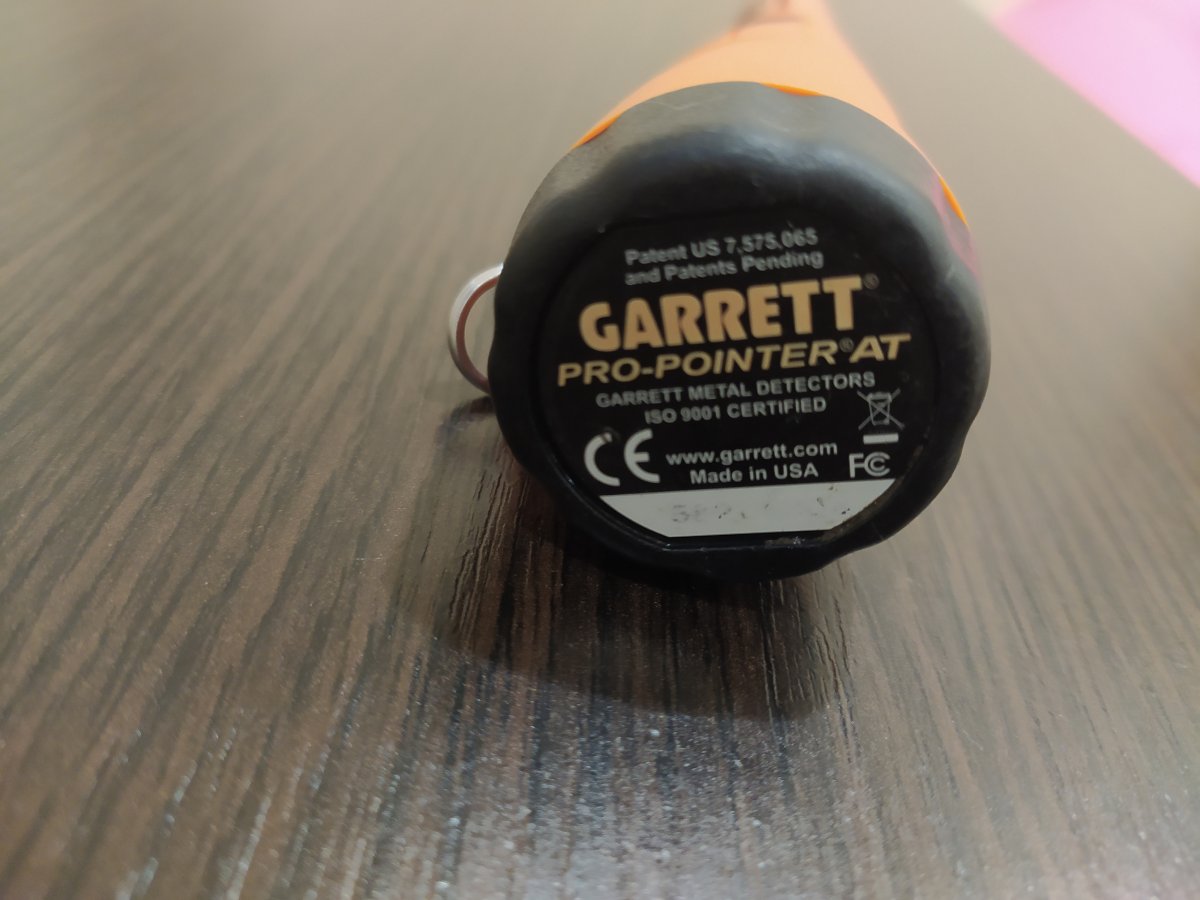 Patent US 7,575,065
and Patents Pending
GARRETT®
PRO-POINTER® AT
GARRETT METAL DETECTORS
ISO 9001 CERTIFIED
CE
www.garrett.com
Made in USA
FC